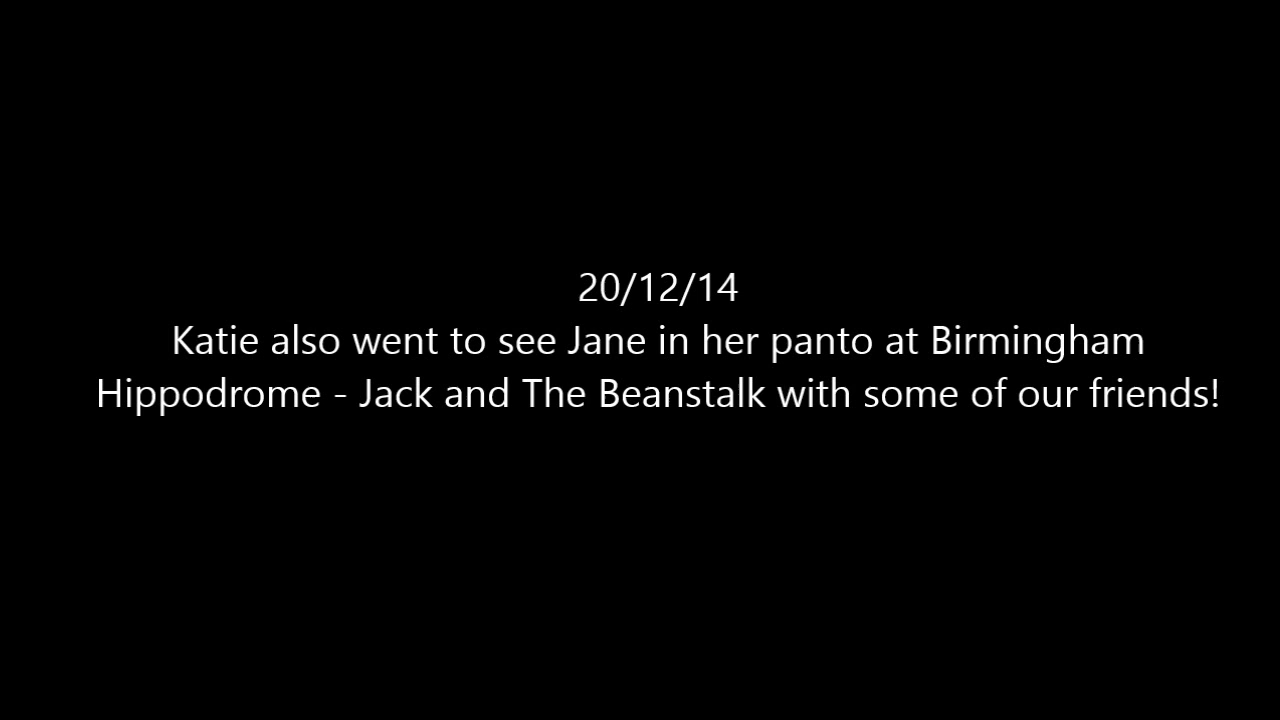 20/12/14
Katie also went to see Jane in her panto at Birmingham
Hippodrome - Jack and The Beanstalk with some of our friends!